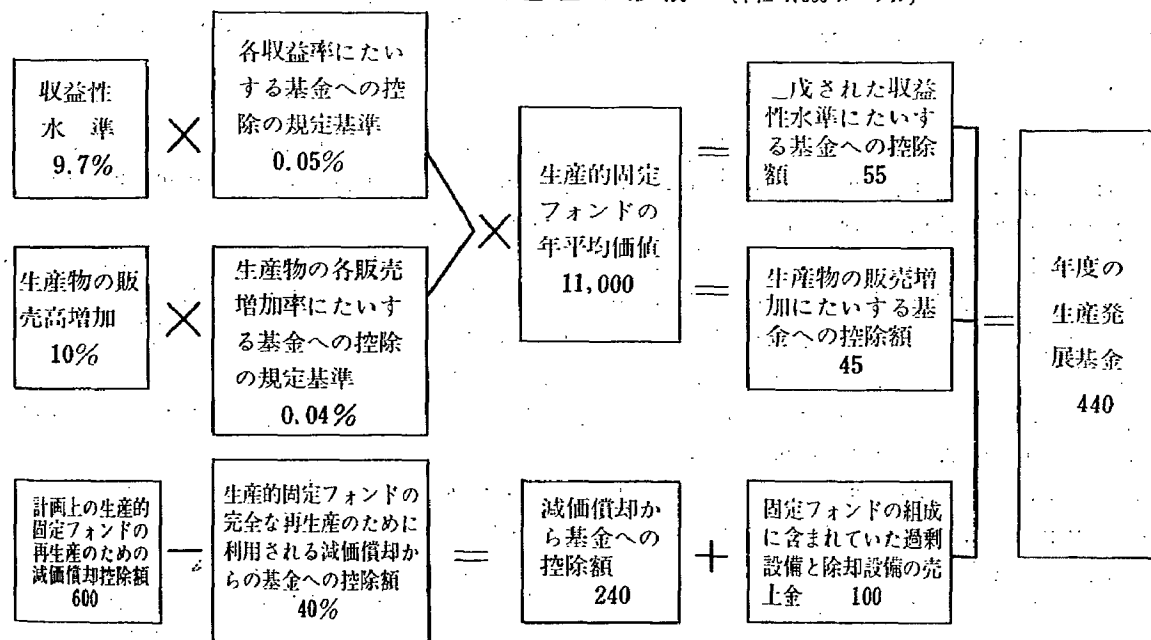 収益性
水準
9.7%
×
各収益率にたい
する基金への控
除の規定基準
0.05%
生産物の販
売高増加
10%
×
生産物の各販売
増加率にたいす
る基金への控除
の規定基準
0.04%
×
生産的固定
フォンドの
年平均価値
11,000
=
成された収益
性水準にたいす
る基金への控除
額 55
=
生産物の販売増
加にたいする基
金への控除額
45
計画上の生産的
固定フォンドの
再生産のための
減価償却控除額
600
生産的固定フォンドの
完全な再生産のために
利用される減価償却か
らの基金への控除額
40%
=
減価償却か
ら基金への
控除額
240
+
固定フォンドの組成
に含まれていた過剰
設備と除却設備の売
上金 100
=
年度の
生産発
展基金
440